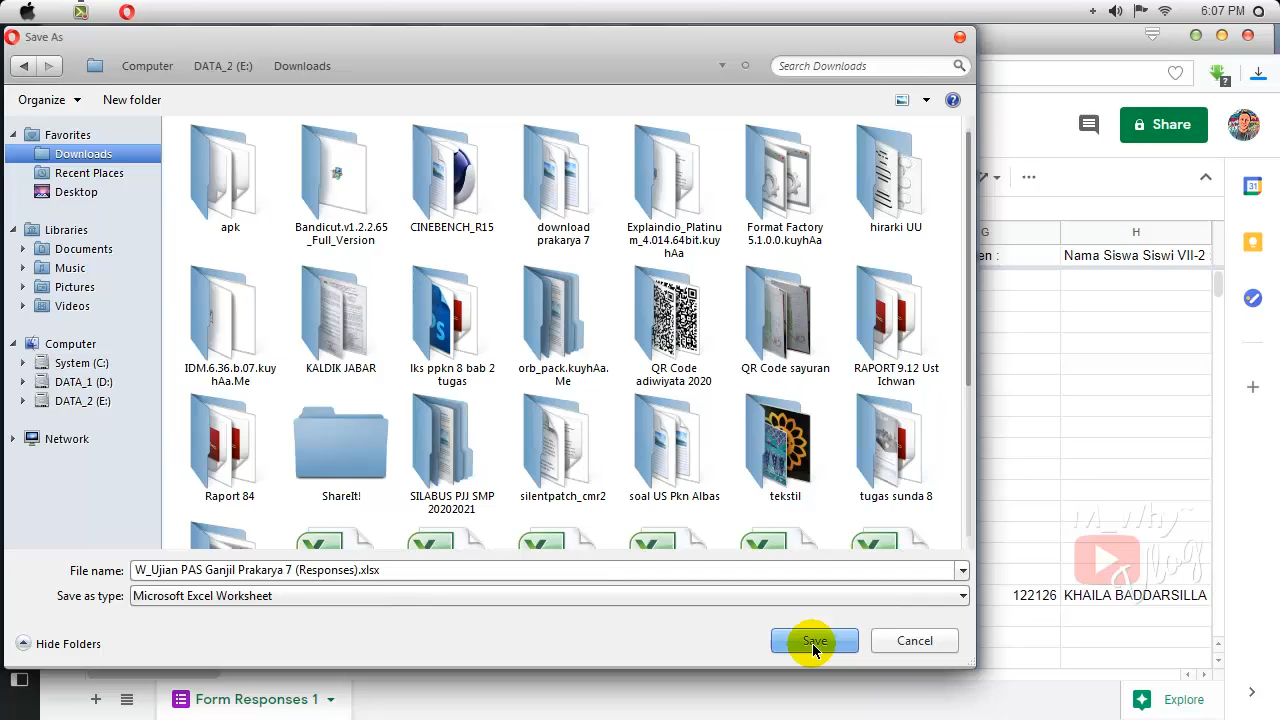 6:07 PM
Save As
Computer DATA_2 (E:) Downloads
Search Downloads
Organize New folder
Share
Favorites
Downloads
Recent Places
Desktop
Libraries
Documents
Music
Pictures
Videos
Computer
System (C:)
DATA_1 (D:)
DATA_2 (E:)
Network
apk
Bandicut.v1.2.2.65
_Full_Version
CINEBENCH_R15
download
prakarya 7
Explaindio_Platinu
m_4.014.64bit.kuy
hAa
Format Factory
5.1.0.0.kuyhAa
hirarki UU
IDM.6.36.b.07.kuy
hAa.Me
KALDIK JABAR
lks ppkn 8 bab 2
tugas
orb_pack.kuyhAa.
Me
QR Code
adiwiyata 2020
QR Code sayuran
RAPORT 9.12 Ust
Ichwan
Raport 84
ShareIt!
SILABUS PJJ SMP
20202021
silentpatch_cmr2
soal US Pkn Albas
tekstil
tugas sunda 8
File name: W_Ujian PAS Ganjil Prakarya 7 (Responses).xlsx
Save as type: Microsoft Excel Worksheet
Hide Folders
Save Cancel
31
G H
en : Nama Siswa Siswi VII-2 :
122126 KHAILA BADDARSILLA
M_Why~
Vlog
Form Responses 1
Explore